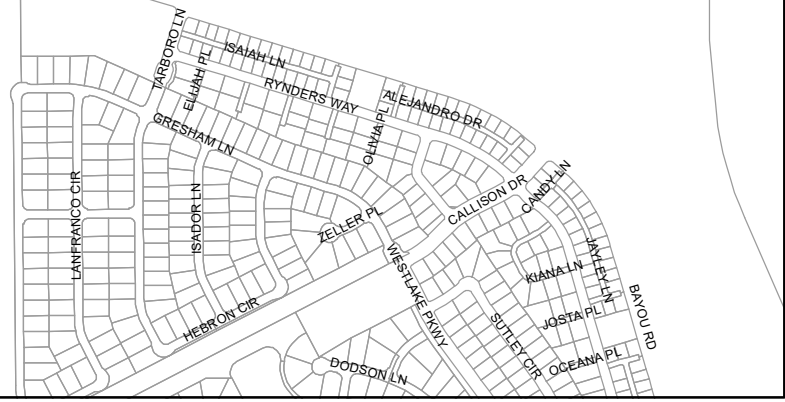 TARBORO LN
ISAIAH LN
ELIJAH PL
RYNDERS WAY
ALEJANDRO DR
GRESHAM LN
OLIVIA PL
LANFRANCO CIR
ISADOR LN
ZELLER PL
CALLISON DR
CANDY LN
WESTLAKE PKWY
KIANA LN
JAYLEY LN
HEBRON CIR
JOSTA PL
BAYOU RD
SUTLEY CIR
OCEANA PL
DODSON LN